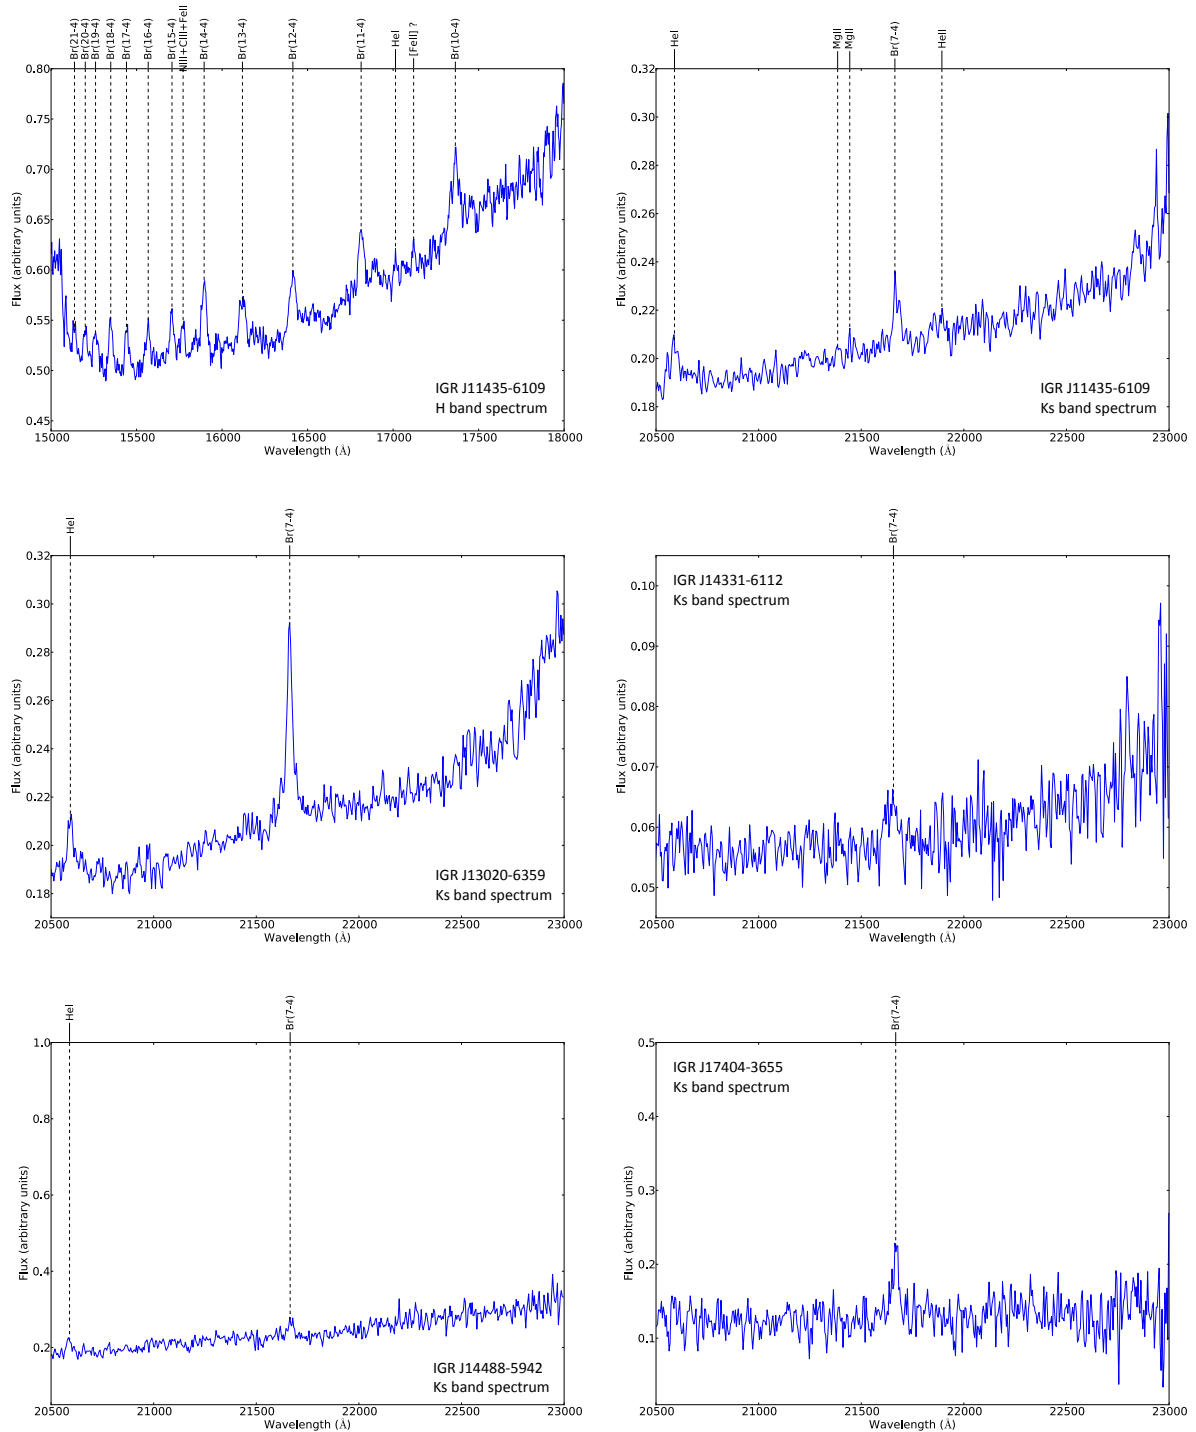 Br(21-4)
Br(20-4)
Br(19-4)
Br(18-4)
Br(17-4)
Br(16-4)
Br(15-4)
NIII+CIII+FeII
Br(14-4)
Br(13-4)
Br(12-4)
Br(11-4)
HeI
[FeII] ?
Br(10-4)
0.80
0.75
0.70
0.65
0.60
0.55
0.50
0.45
Flux (arbitrary units)
IGR J11435-6109
H band spectrum
15000 15500 16000 16500 17000 17500 18000
Wavelength (Å)
HeI
MgII
MgII
Br(7-4)
HeII
0.32
0.30
0.28
0.26
0.24
0.22
0.20
0.18
Flux (arbitrary units)
IGR J11435-6109
Ks band spectrum
20500 21000 21500 22000 22500 23000
Wavelength (Å)
HeI
Br(7-4)
0.32
0.30
0.28
0.26
0.24
0.22
0.20
0.18
Flux (arbitrary units)
IGR J13020-6359
Ks band spectrum
20500 21000 21500 22000 22500 23000
Wavelength (Å)
Br(7-4)
IGR J14331-6112
Ks band spectrum
0.10
0.09
0.08
0.07
0.06
0.05
Flux (arbitrary units)
20500 21000 21500 22000 22500 23000
Wavelength (Å)
HeI
Br(7-4)
1.0
0.8
0.6
0.4
0.2
Flux (arbitrary units)
IGR J14488-5942
Ks band spectrum
20500 21000 21500 22000 22500 23000
Wavelength (Å)
Br(7-4)
IGR J17404-3655
Ks band spectrum
0.5
0.4
0.3
0.2
0.1
Flux (arbitrary units)
20500 21000 21500 22000 22500 23000
Wavelength (Å)